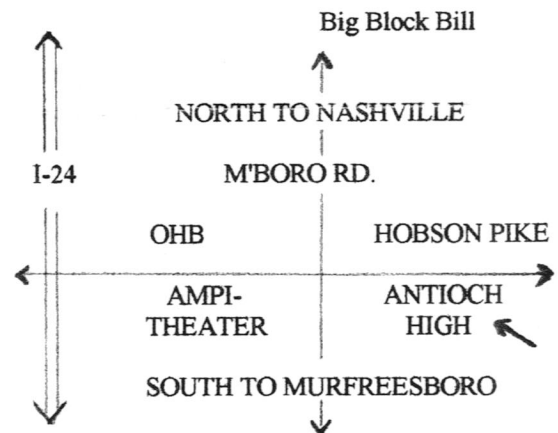 Big Block Bill
NORTH TO NASHVILLE
I-24
M'BORO RD.
OHB
HOBSON PIKE
AMPI-
THEATER
ANTIOCH
HIGH
SOUTH TO MURFREESBORO